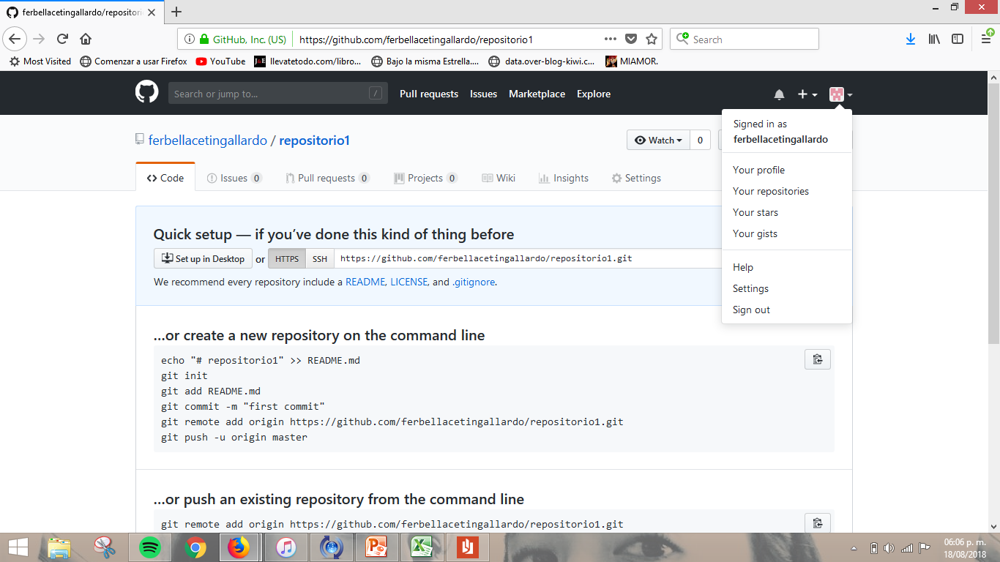 ferbellacetingallardo/repositori
GitHub, Inc. (US)
https://github.com/ferbellacetingallardo/repositorio1
Search
Most Visited
Comenzar a usar Firefox
YouTube
llevatetodo.com/libro...
Bajo la misma Estrella....
data.over-blog-kiwi.c...
MIAMOR.
Search or jump to...
/
Pull requests
Issues
Marketplace
Explore
Signed in as
ferbellacetingallardo
Your profile
Your repositories
Your stars
Your gists
Help
Settings
Sign out
ferbellacetingallardo / repositorio1
Watch
0
Code
Issues 0
Pull requests 0
Projects 0
Wiki
Insights
Settings
Quick setup — if you’ve done this kind of thing before
Set up in Desktop or HTTPS SSH https://github.com/ferbellacetingallardo/repositorio1.git
We recommend every repository include a README, LICENSE, and .gitignore.
…or create a new repository on the command line
echo "# repositorio1" >> README.md
git init
git add README.md
git commit -m "first commit"
git remote add origin https://github.com/ferbellacetingallardo/repositorio1.git
git push -u origin master
…or push an existing repository from the command line
git remote add origin https://github.com/ferbellacetingallardo/repositorio1.git
06:06 p. m.
18/08/2018